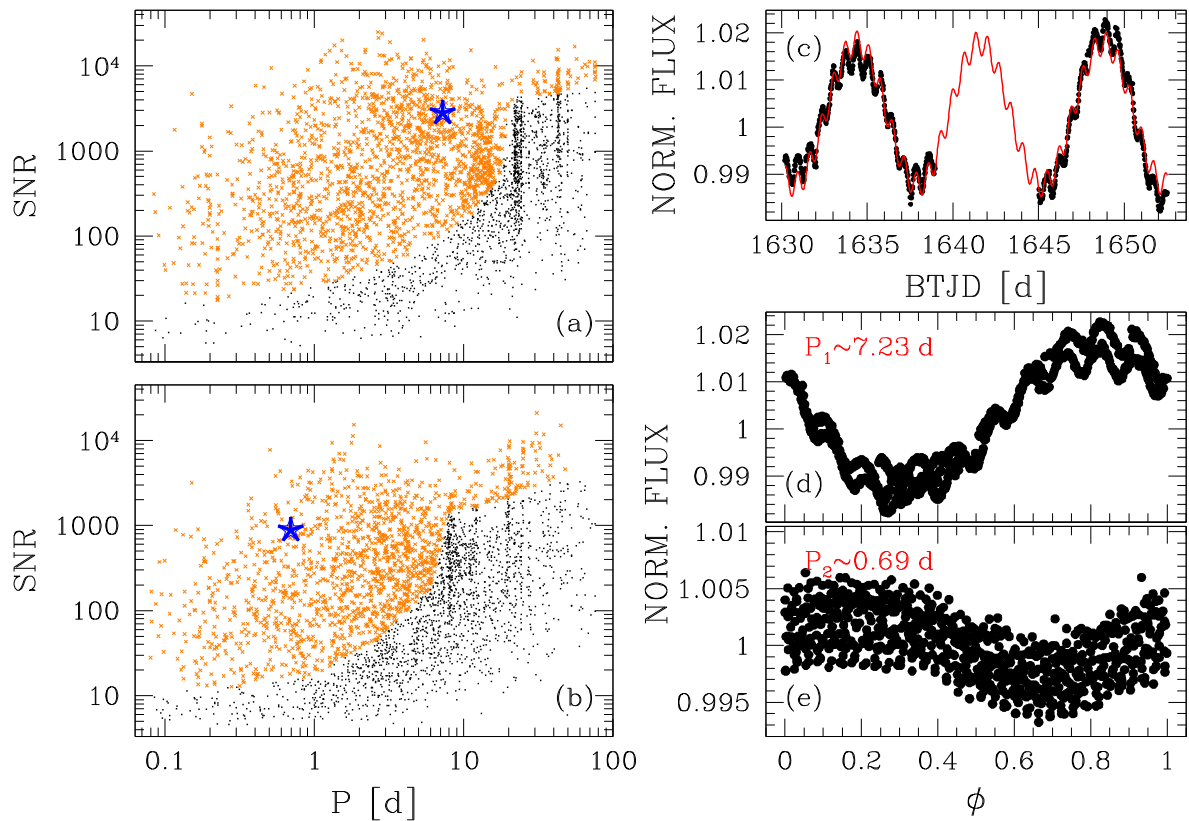 SNR
10⁴
1000
100
10
(a)
SNR
10⁴
1000
100
10
(b)
0.1
1
10
100
P [d]
NORM. FLUX
1.02
1.01
1
0.99
(c)
1630
1635
1640
1645
1650
BTJD [d]
NORM. FLUX
1.02
1.01
1
0.99
P₁~7.23 d
(d)
1.01
1.005
1
0.995
P₂~0.69 d
(e)
0
0.2
0.4
0.6
0.8
1
ϕ